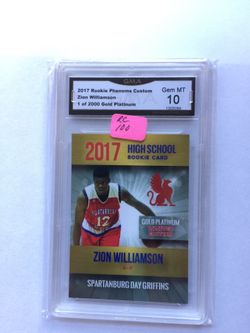 GMA
2017 Rookie Phenoms Custom
Zion Williamson
1 of 2000 Gold Platinum
Gem MT
10
RC
100
2017 HIGH SCHOOL
ROOKIE CARD
12
GOLD PLATINUM
ZION WILLIAMSON
SPARTANBURG DAY GRIFFINS